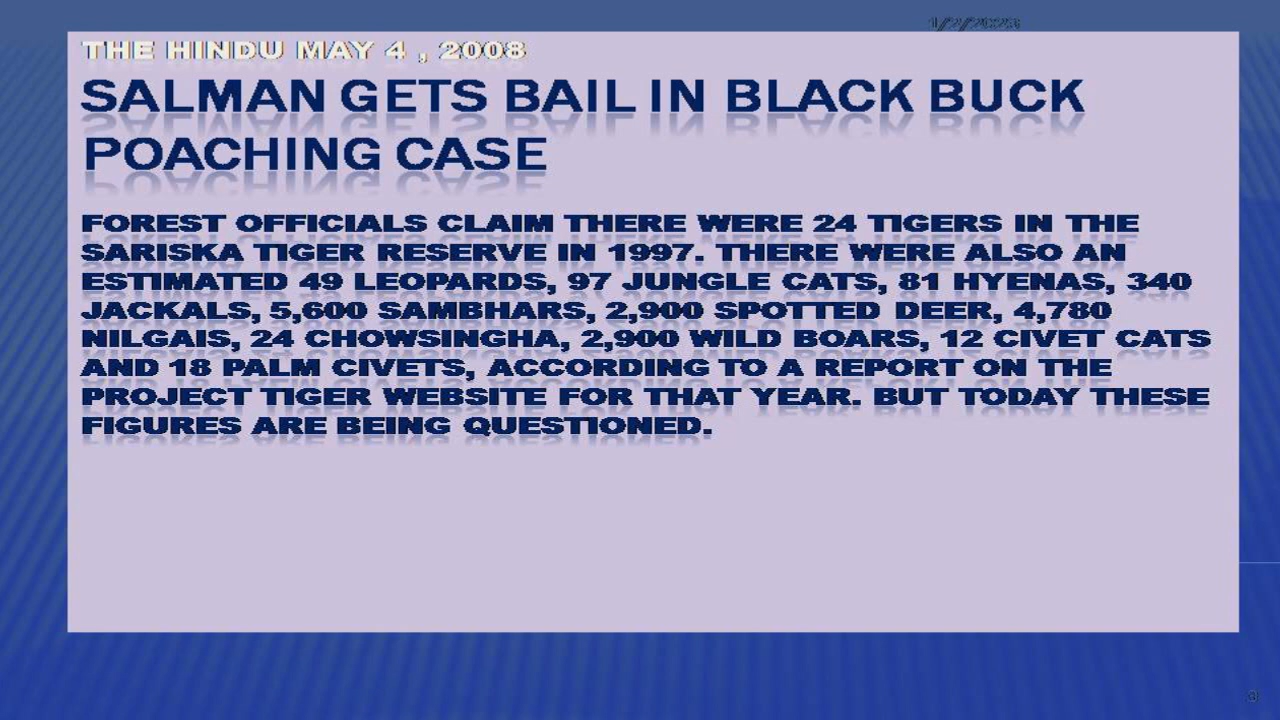 1/2/2023
THE HINDU MAY 4 , 2008
SALMAN GETS BAIL IN BLACK BUCK
POACHING CASE
FOREST OFFICIALS CLAIM THERE WERE 24 TIGERS IN THE
SARISKA TIGER RESERVE IN 1997. THERE WERE ALSO AN
ESTIMATED 49 LEOPARDS, 97 JUNGLE CATS, 81 HYENAS, 340
JACKALS, 5,600 SAMBHARS, 2,900 SPOTTED DEER, 4,780
NILGAIS, 24 CHOWSINGHA, 2,900 WILD BOARS, 12 CIVET CATS
AND 18 PALM CIVETS, ACCORDING TO A REPORT ON THE
PROJECT TIGER WEBSITE FOR THAT YEAR. BUT TODAY THESE
FIGURES ARE BEING QUESTIONED.